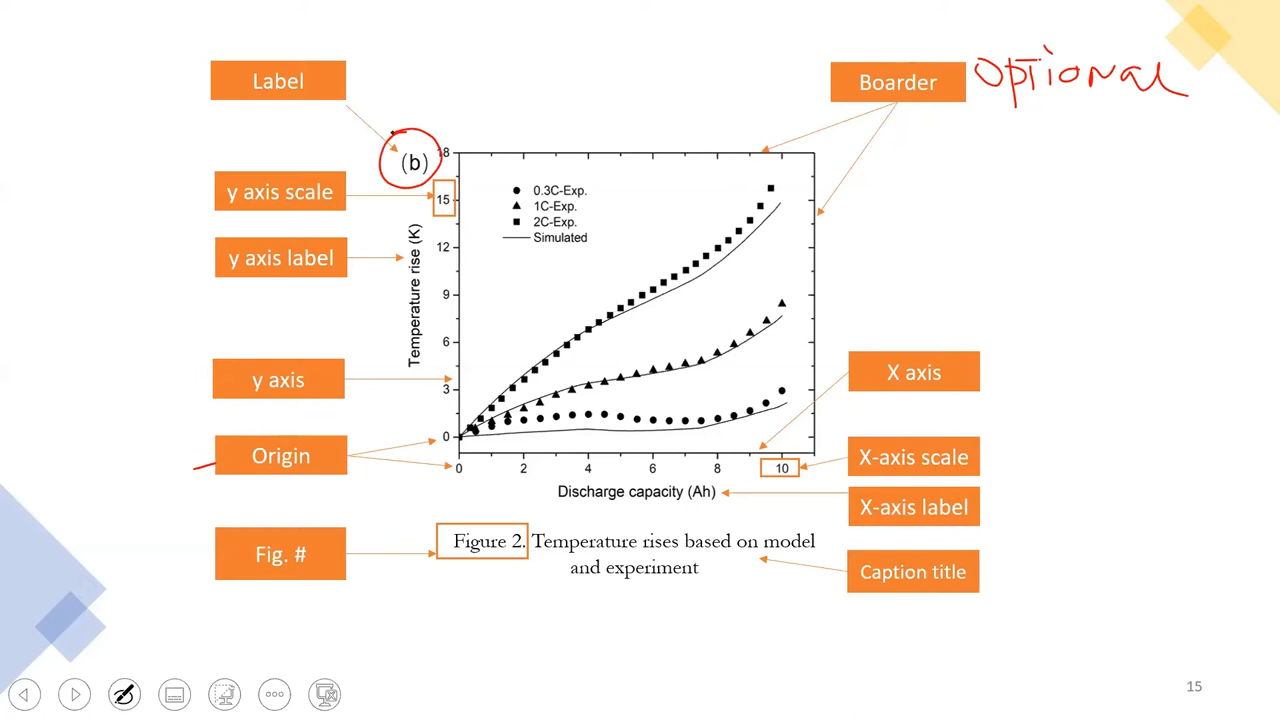 Label
Boarder
Optional
(b)
y axis scale
y axis label
y axis
Origin
Fig. #
18
15
12
9
6
3
0
Temperature rise (K)
0.3C-Exp.
1C-Exp.
2C-Exp.
Simulated
0 2 4 6 8 10
Discharge capacity (Ah)
X axis
X-axis scale
X-axis label
Figure 2. Temperature rises based on model
and experiment
Caption title
15